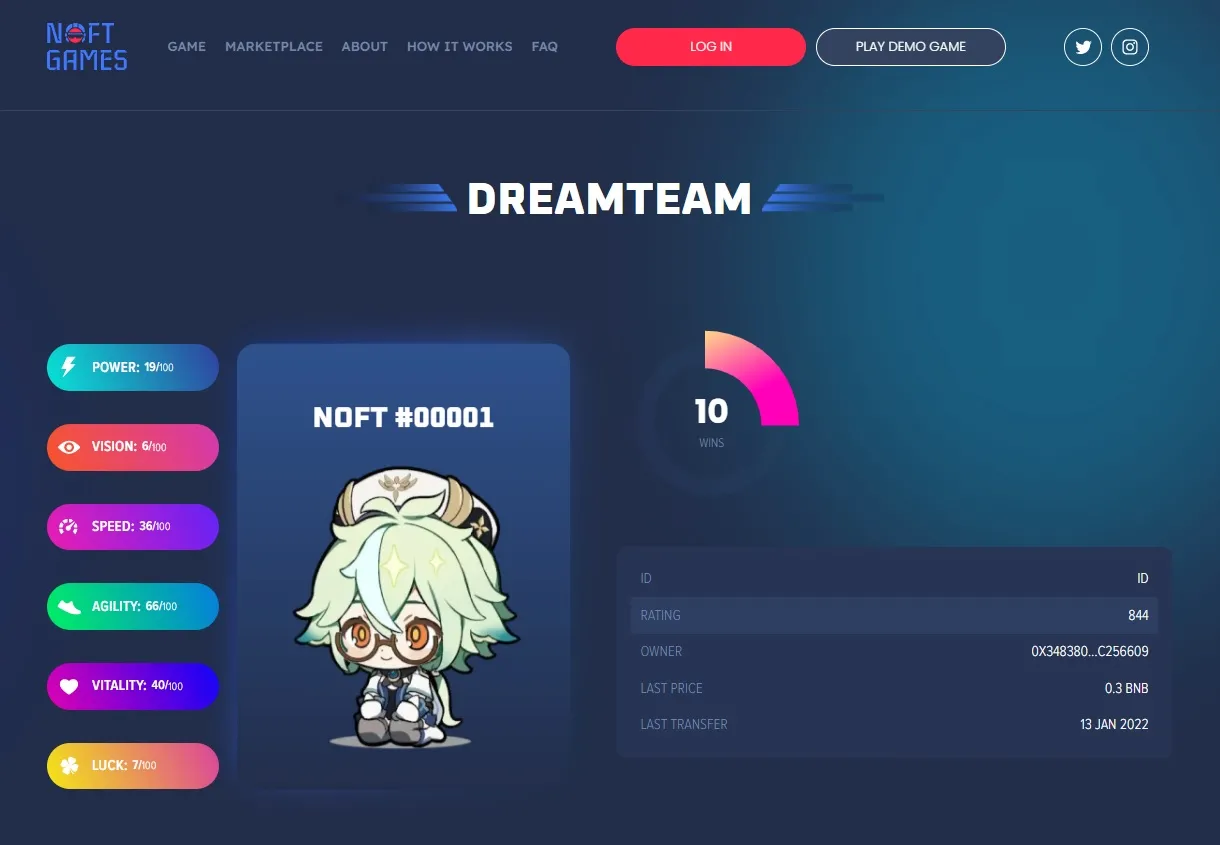 NOFT
GAMES
GAME MARKETPLACE ABOUT HOW IT WORKS FAQ
LOG IN
PLAY DEMO GAME
DREAMTEAM
POWER: 19/100
VISION: 6/100
SPEED: 36/100
AGILITY: 66/100
VITALITY: 40/100
LUCK: 7/100
NOFT #00001
10
WINS
ID ID
RATING 844
OWNER 0X348380...C256609
LAST PRICE 0.3 BNB
LAST TRANSFER 13 JAN 2022